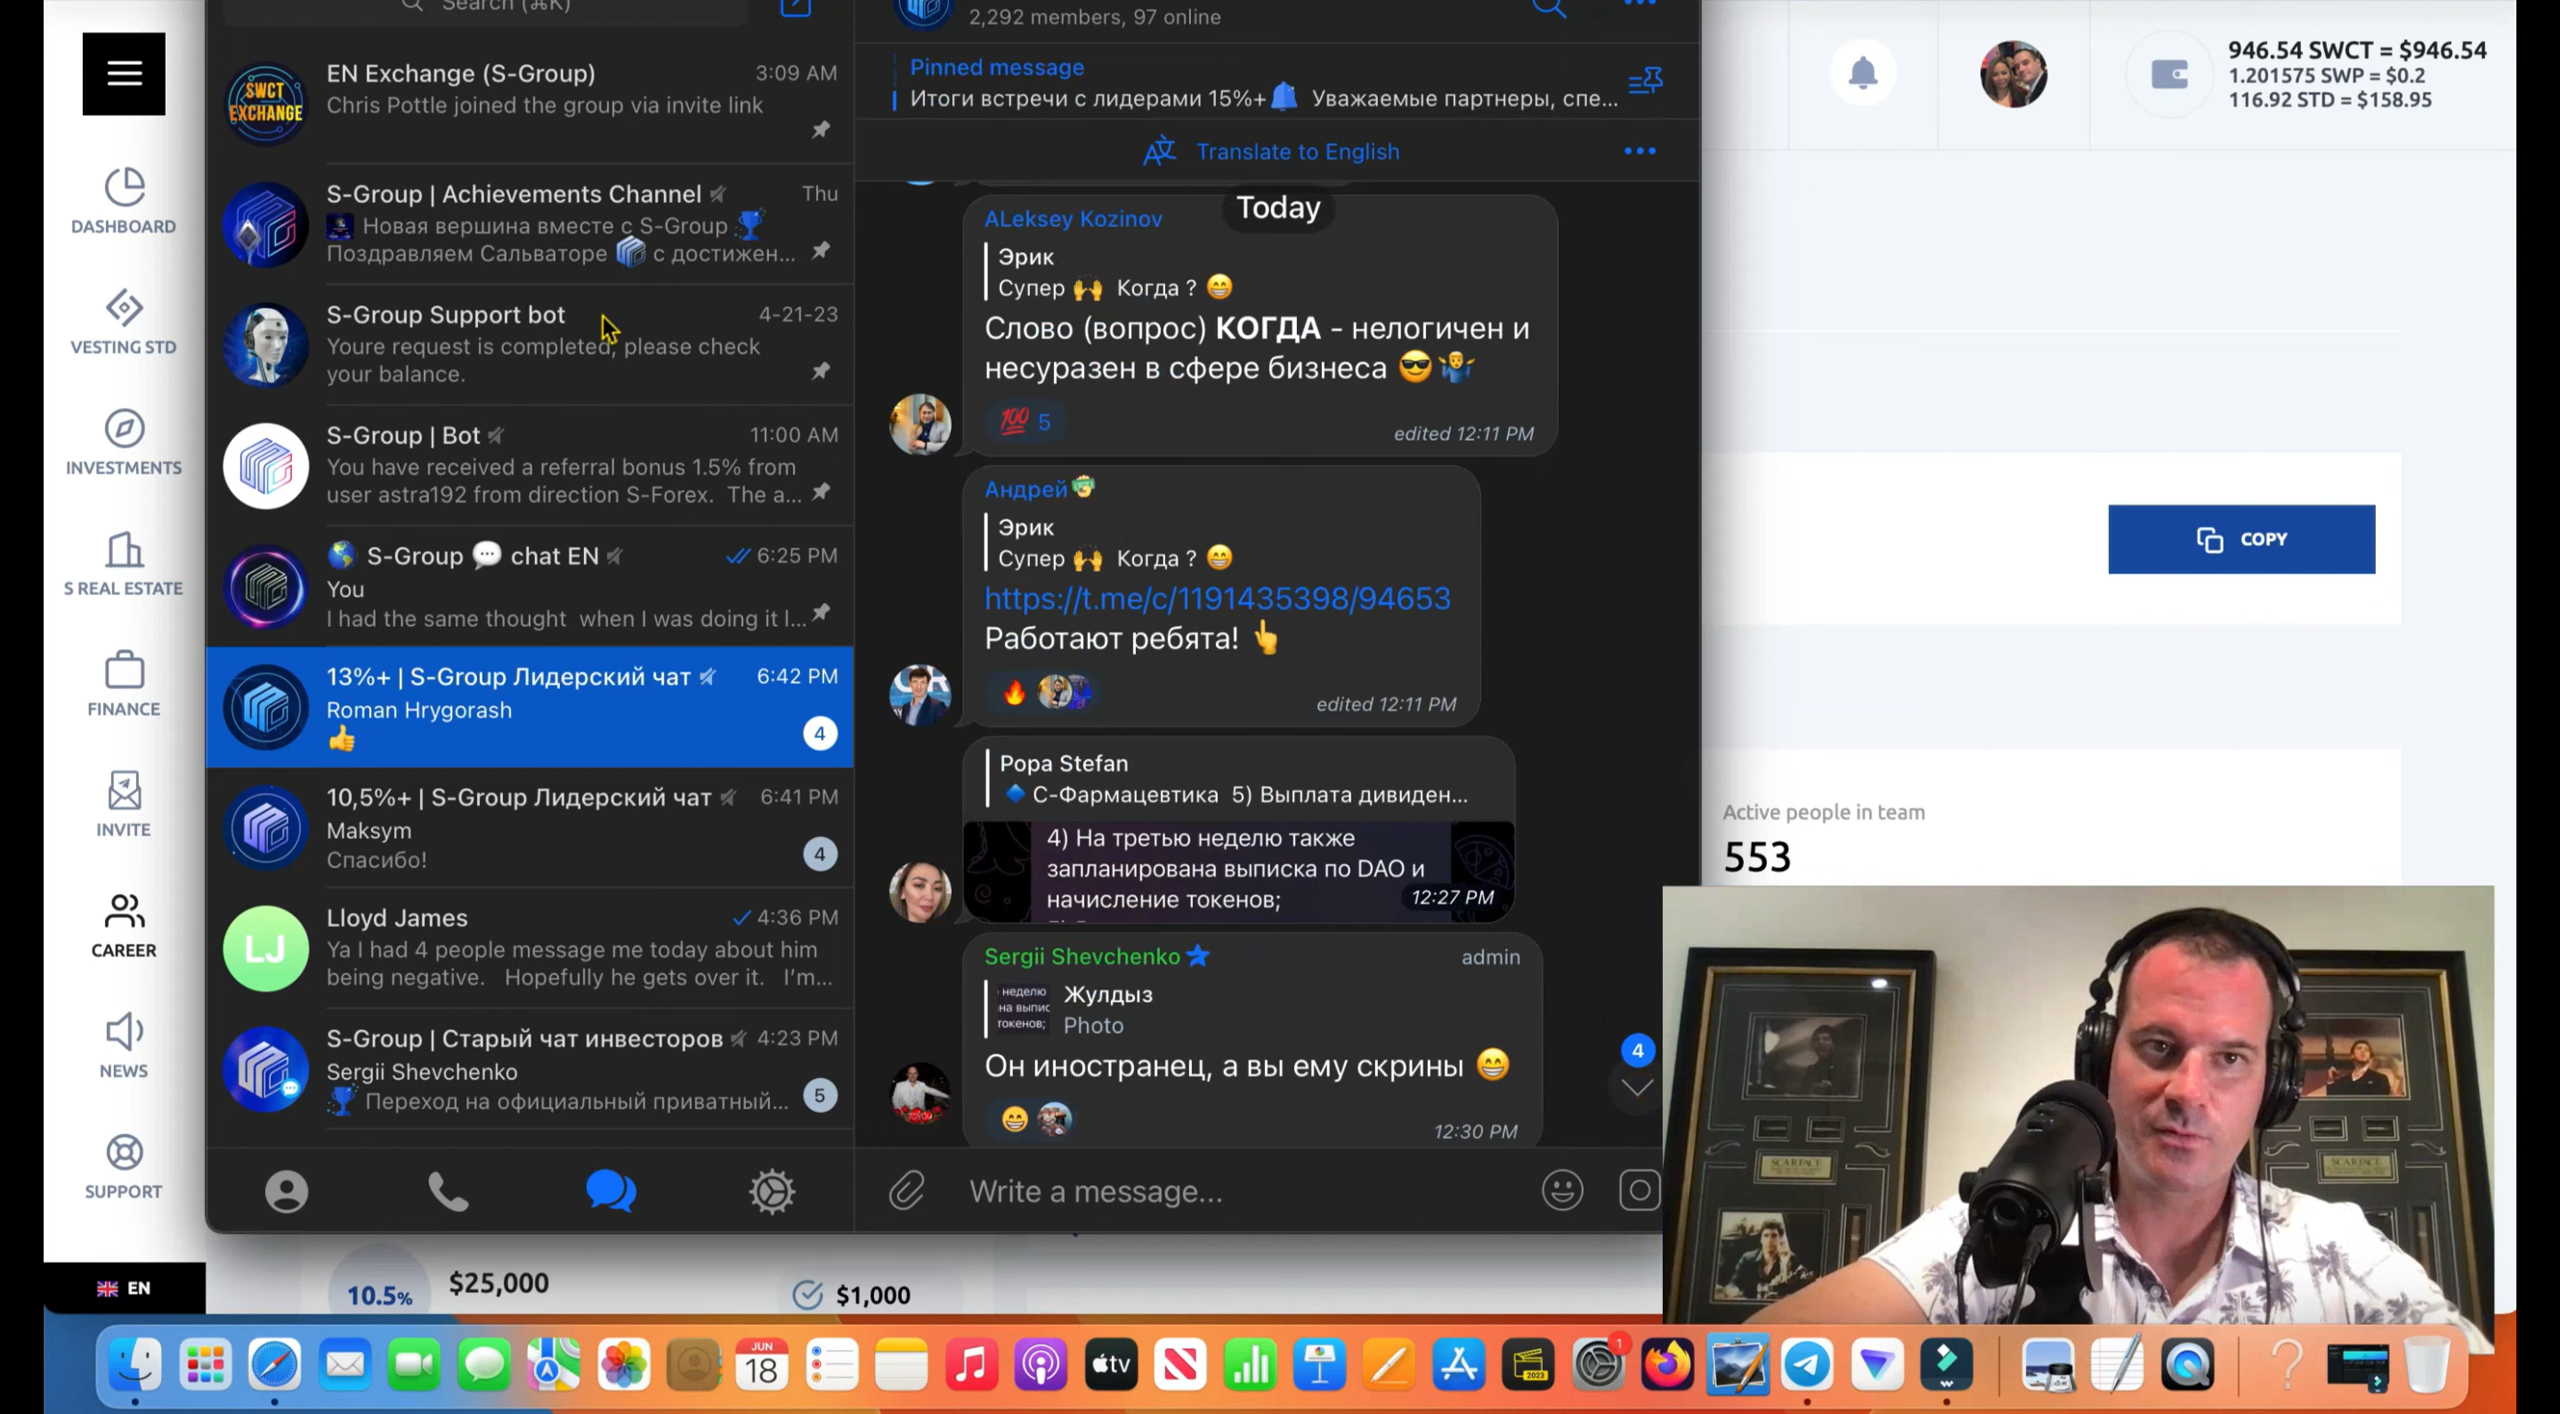 Search (⌘K)
2,292 members, 97 online
946.54 SWCT = $946.54
1.201575 SWP = $0.2
116.92 STD = $158.95
DASHBOARD
VESTING STD
INVESTMENTS
S REAL ESTATE
FINANCE
INVITE
CAREER
NEWS
SUPPORT
EN
SWCT
EXCHANGE
EN Exchange (S-Group) 3:09 AM
Chris Pottle joined the group via invite link
S-Group | Achievements Channel Thu
Новая вершина вместе с S-Group 🏆
Поздравляем Сальваторе с достижен...
S-Group Support bot 4-21-23
Youre request is completed, please check
your balance.
S-Group | Bot 11:00 AM
You have received a referral bonus 1.5% from
user astra192 from direction S-Forex. The a...
🌎 S-Group 💬 chat EN 6:25 PM
You
I had the same thought when I was doing it l...
13%+ | S-Group Лидерский чат 6:42 PM
Roman Hrygorash
👍 4
10,5%+ | S-Group Лидерский чат 6:41 PM
Maksym
Спасибо! 4
LJ
Lloyd James 4:36 PM
Ya I had 4 people message me today about him
being negative. Hopefully he gets over it. I'm...
S-Group | Старый чат инвесторов 4:23 PM
Sergii Shevchenko
🏆 Переход на официальный приватный... 5
Pinned message
Итоги встречи с лидерами 15%+🔔 Уважаемые партнеры, спе...
Translate to English
Today
ALeksey Kozinov
Эрик
Супер 🙌 Когда ? 😁
Слово (вопрос) КОГДА - нелогичен и
несуразен в сфере бизнеса 😎🤷‍♂️
💯 5
edited 12:11 PM
Андрей
Эрик
Супер 🙌 Когда ? 😁
https://t.me/c/1191435398/94653
Работают ребята! 👆
🔥
edited 12:11 PM
Popa Stefan
🔷 С-Фармацевтика 5) Выплата дивиден...
4) На третью неделю также
запланирована выписка по DAO и
начисление токенов;
12:27 PM
Sergii Shevchenko admin
Жулдыз
Photo
неделю
на выпис
токенов;
Он иностранец, а вы ему скрины 😁
😁
12:30 PM
4
Write a message...
COPY
Active people in team
553
10.5%
$25,000
$1,000
SCARFACE
SCARFACE
JUN
18
tv
2023
1